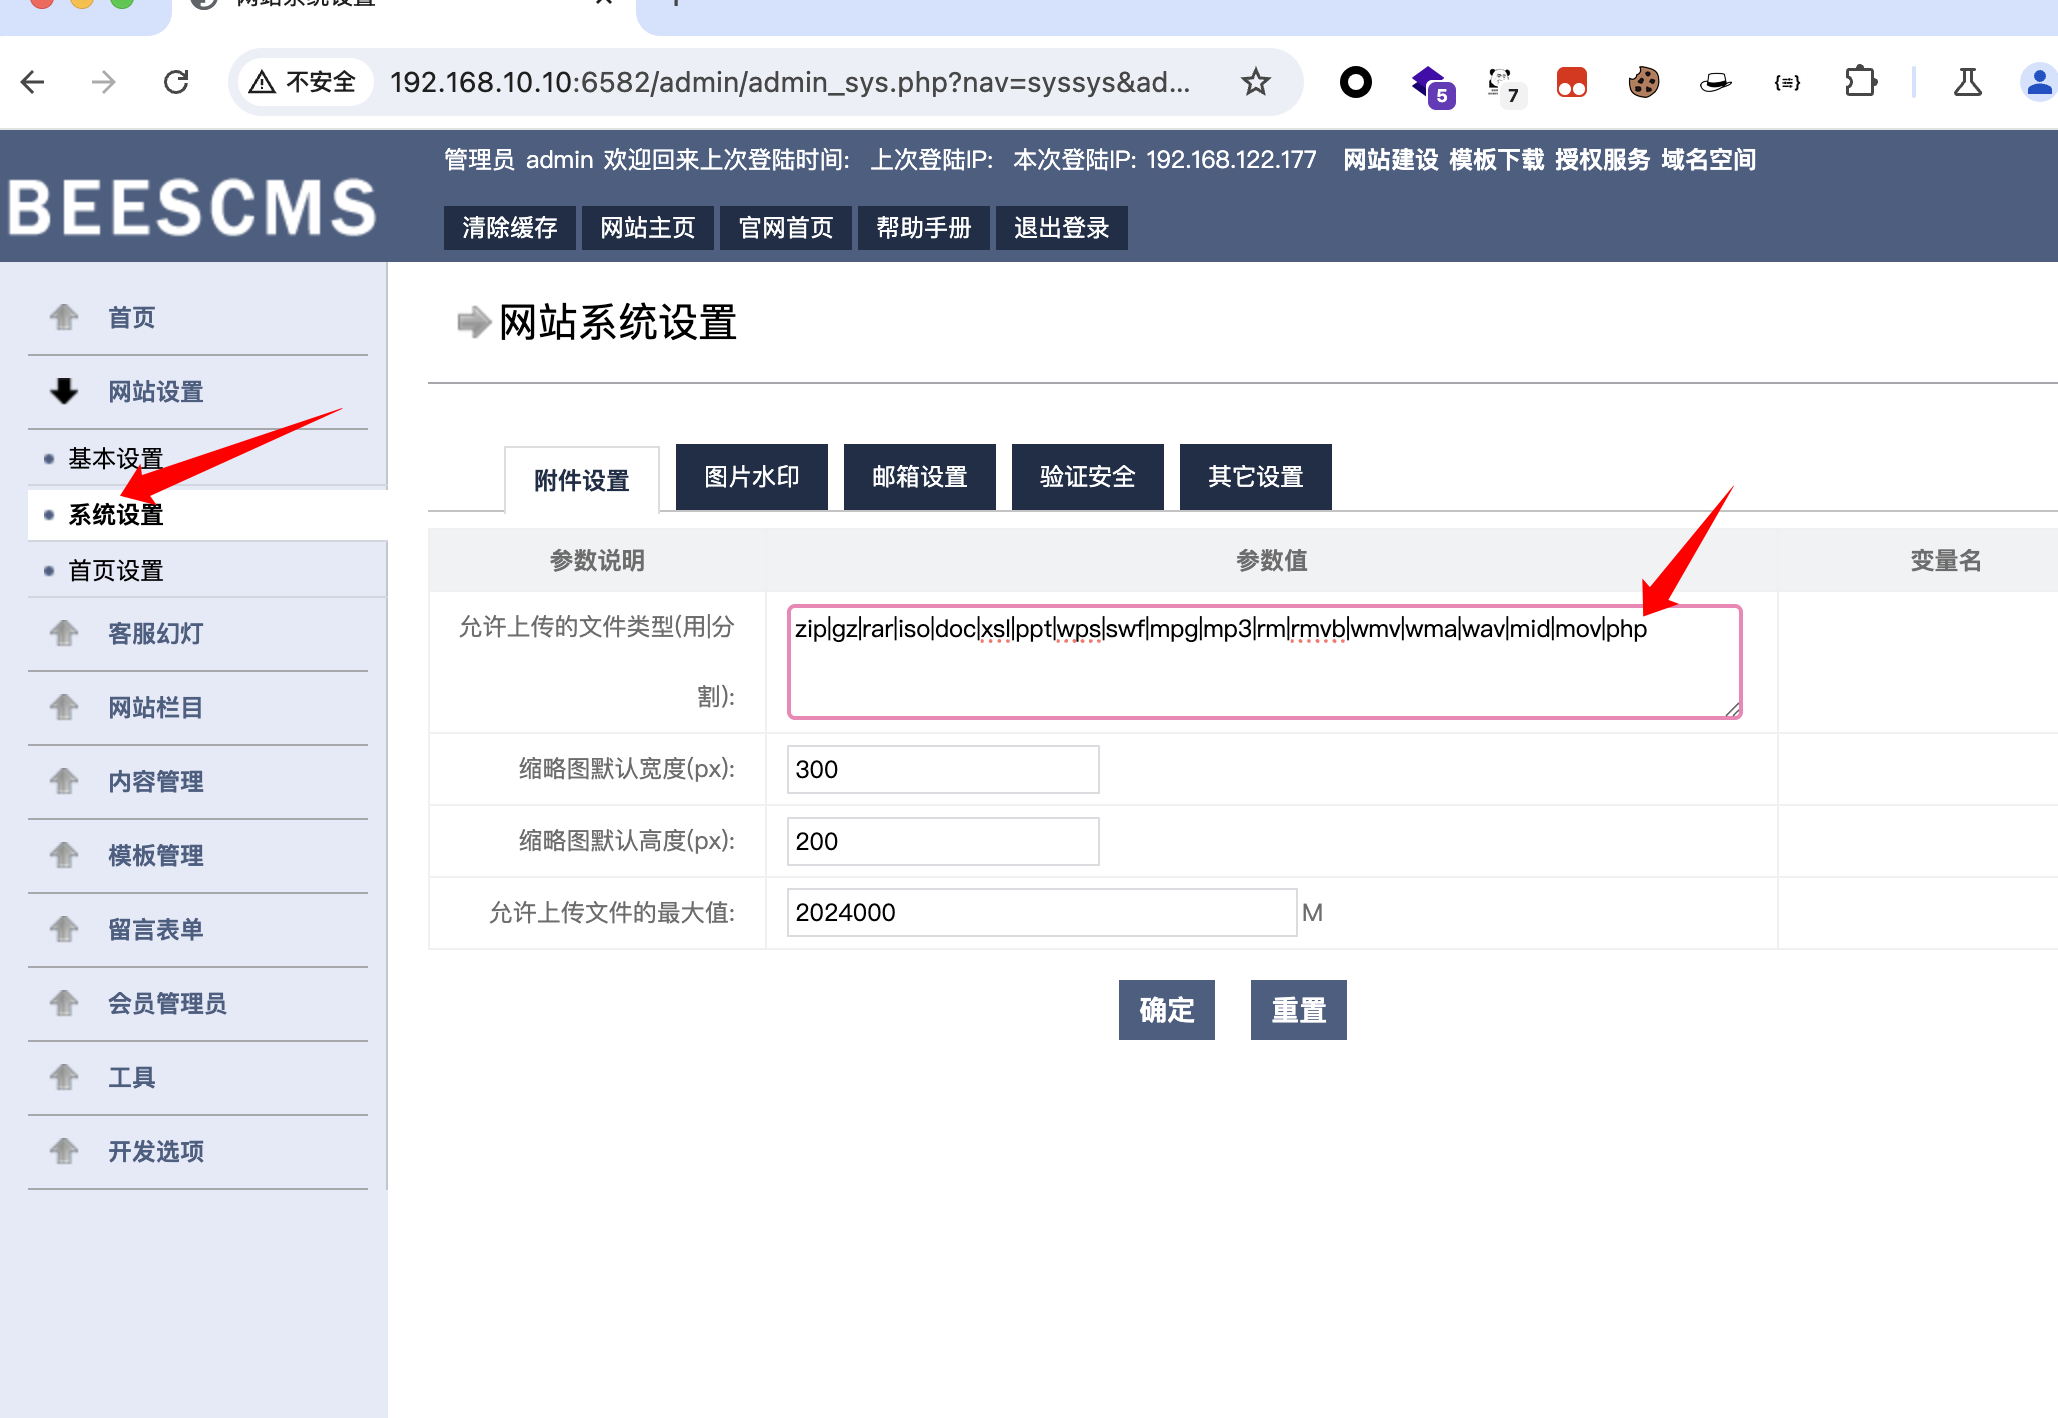 网站系统设置
不安全 192.168.10.10:6582/admin/admin_sys.php?nav=syssys&ad...
5
7
管理员 admin 欢迎回来上次登陆时间: 上次登陆IP: 本次登陆IP: 192.168.122.177 网站建设 模板下载 授权服务 域名空间
BEESCMS
清除缓存 网站主页 官网首页 帮助手册 退出登录
首页
网站设置
基本设置
系统设置
首页设置
客服幻灯
网站栏目
内容管理
模板管理
留言表单
会员管理员
工具
开发选项
网站系统设置
附件设置 图片水印 邮箱设置 验证安全 其它设置
参数说明 参数值 变量名
允许上传的文件类型(用|分
割):
zip|gz|rar|iso|doc|xsl|ppt|wps|swf|mpg|mp3|rm|rmvb|wmv|wma|wav|mid|mov|php
缩略图默认宽度(px): 300
缩略图默认高度(px): 200
允许上传文件的最大值: 2024000 M
确定 重置